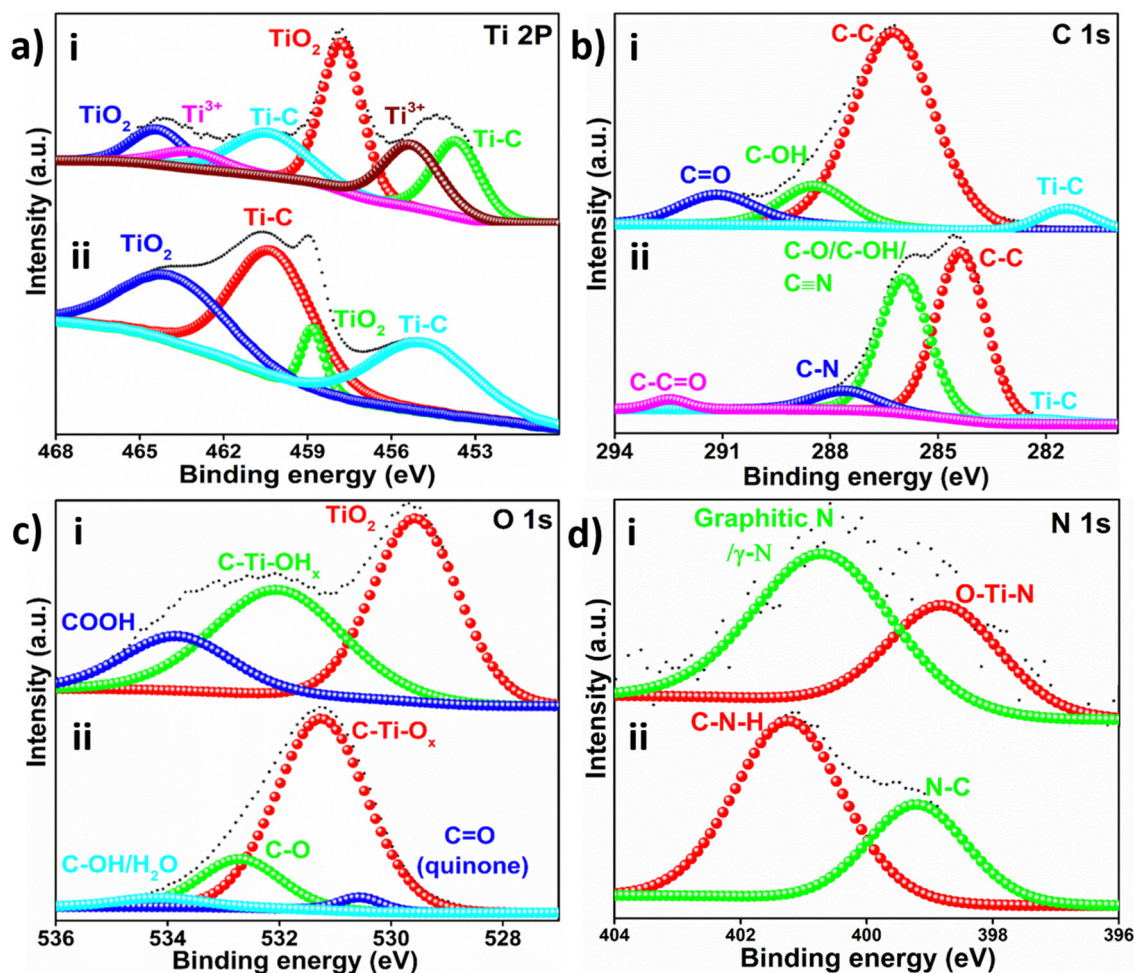 a) i Ti 2P
TiO2
TiO2 Ti3+ Ti-C Ti3+ Ti-C
ii
TiO2 Ti-C TiO2 Ti-C
Intensity (a.u.)
468 465 462 459 456 453
Binding energy (eV)
b) i C 1s
C-C
C-OH
C=O
Ti-C
ii
C-O/C-OH/
C≡N
C-C
C-N
C-C=O
Ti-C
Intensity (a.u.)
294 291 288 285 282
Binding energy (eV)
c) i O 1s
TiO2
C-Ti-OHx
COOH
ii
C-Ti-Ox
C-O
C=O
(quinone)
C-OH/H2O
Intensity (a.u.)
536 534 532 530 528
Binding energy (eV)
d) i N 1s
Graphitic N
/γ-N
O-Ti-N
ii
C-N-H
N-C
Intensity (a.u.)
404 402 400 398 396
Binding energy (eV)